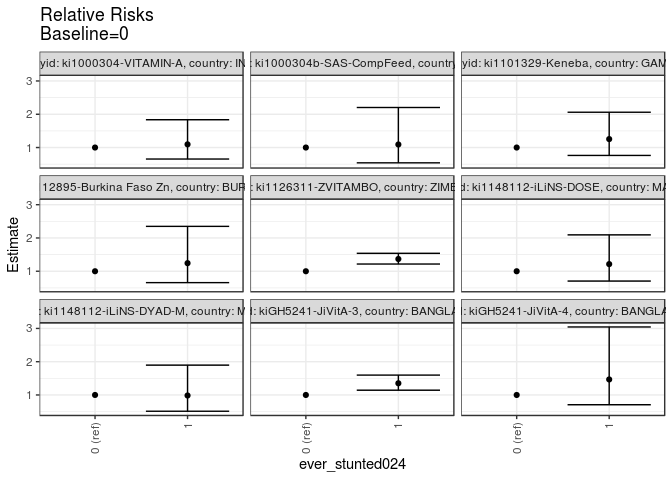 Relative Risks
Baseline=0
yid: ki1000304-VITAMIN-A, country: IN
: ki1000304b-SAS-CompFeed, country
yid: ki1101329-Keneba, country: GAM
3
2
1
12895-Burkina Faso Zn, country: BUR
: ki1126311-ZVITAMBO, country: ZIMB
d: ki1148112-iLiNS-DOSE, country: MA
3
2
1
: ki1148112-iLiNS-DYAD-M, country: M
d: kiGH5241-JiVitA-3, country: BANGLA
d: kiGH5241-JiVitA-4, country: BANGLA
3
2
1
Estimate
0 (ref)
1
0 (ref)
1
0 (ref)
1
ever_stunted024